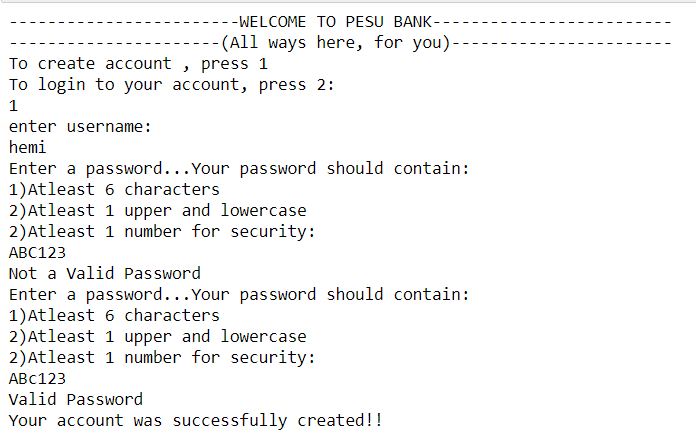 ------------------------WELCOME TO PESU BANK-------------------------
----------------------(All ways here, for you)-----------------------
To create account , press 1
To login to your account, press 2:
1
enter username:
hemi
Enter a password...Your password should contain:
1)Atleast 6 characters
2)Atleast 1 upper and lowercase
2)Atleast 1 number for security:
ABC123
Not a Valid Password
Enter a password...Your password should contain:
1)Atleast 6 characters
2)Atleast 1 upper and lowercase
2)Atleast 1 number for security:
ABc123
Valid Password
Your account was successfully created!!